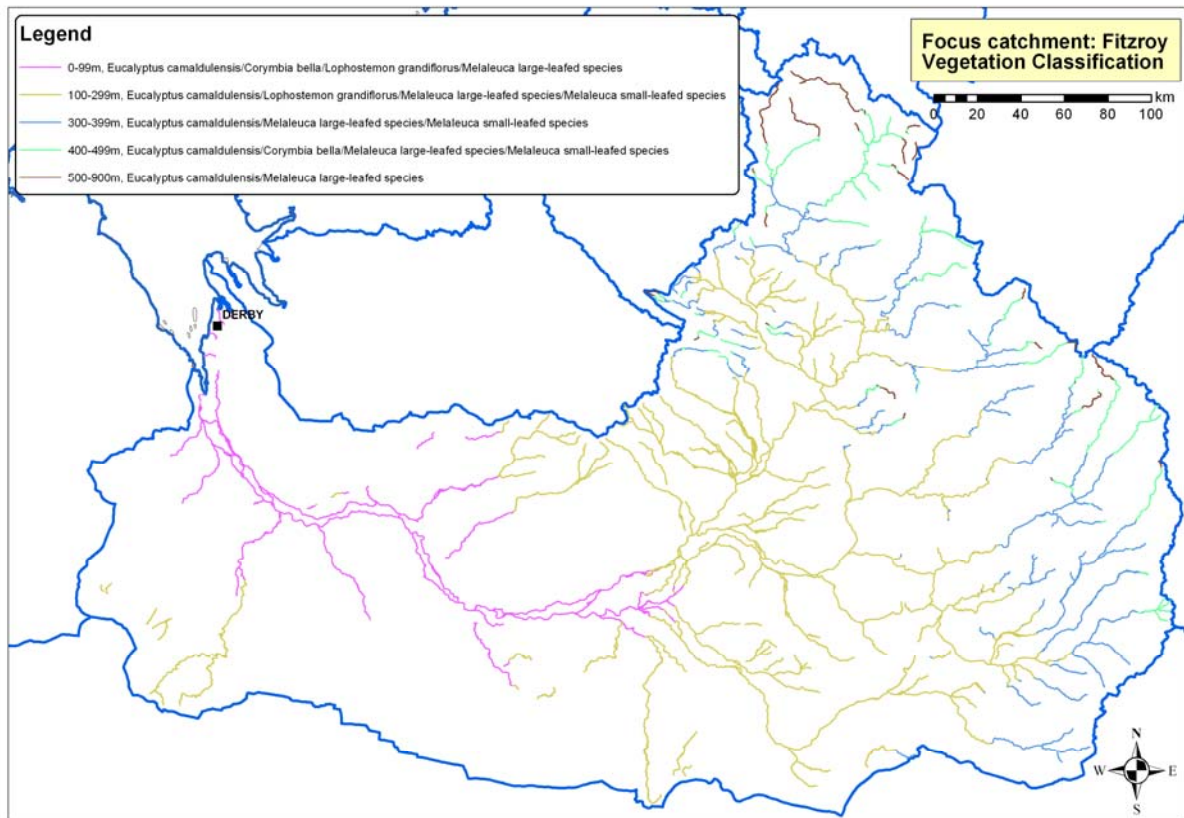 Legend
0-99m, Eucalyptus camaldulensis/Corymbia bella/Lophostemon grandiflorus/Melaleuca large-leafed species
100-299m, Eucalyptus camaldulensis/Lophostemon grandiflorus/Melaleuca large-leafed species/Melaleuca small-leafed species
300-399m, Eucalyptus camaldulensis/Melaleuca large-leafed species/Melaleuca small-leafed species
400-499m, Eucalyptus camaldulensis/Corymbia bella/Melaleuca large-leafed species/Melaleuca small-leafed species
500-900m, Eucalyptus camaldulensis/Melaleuca large-leafed species
Focus catchment: Fitzroy
Vegetation Classification
km
0 20 40 60 80 100
DERBY
N
W E
S